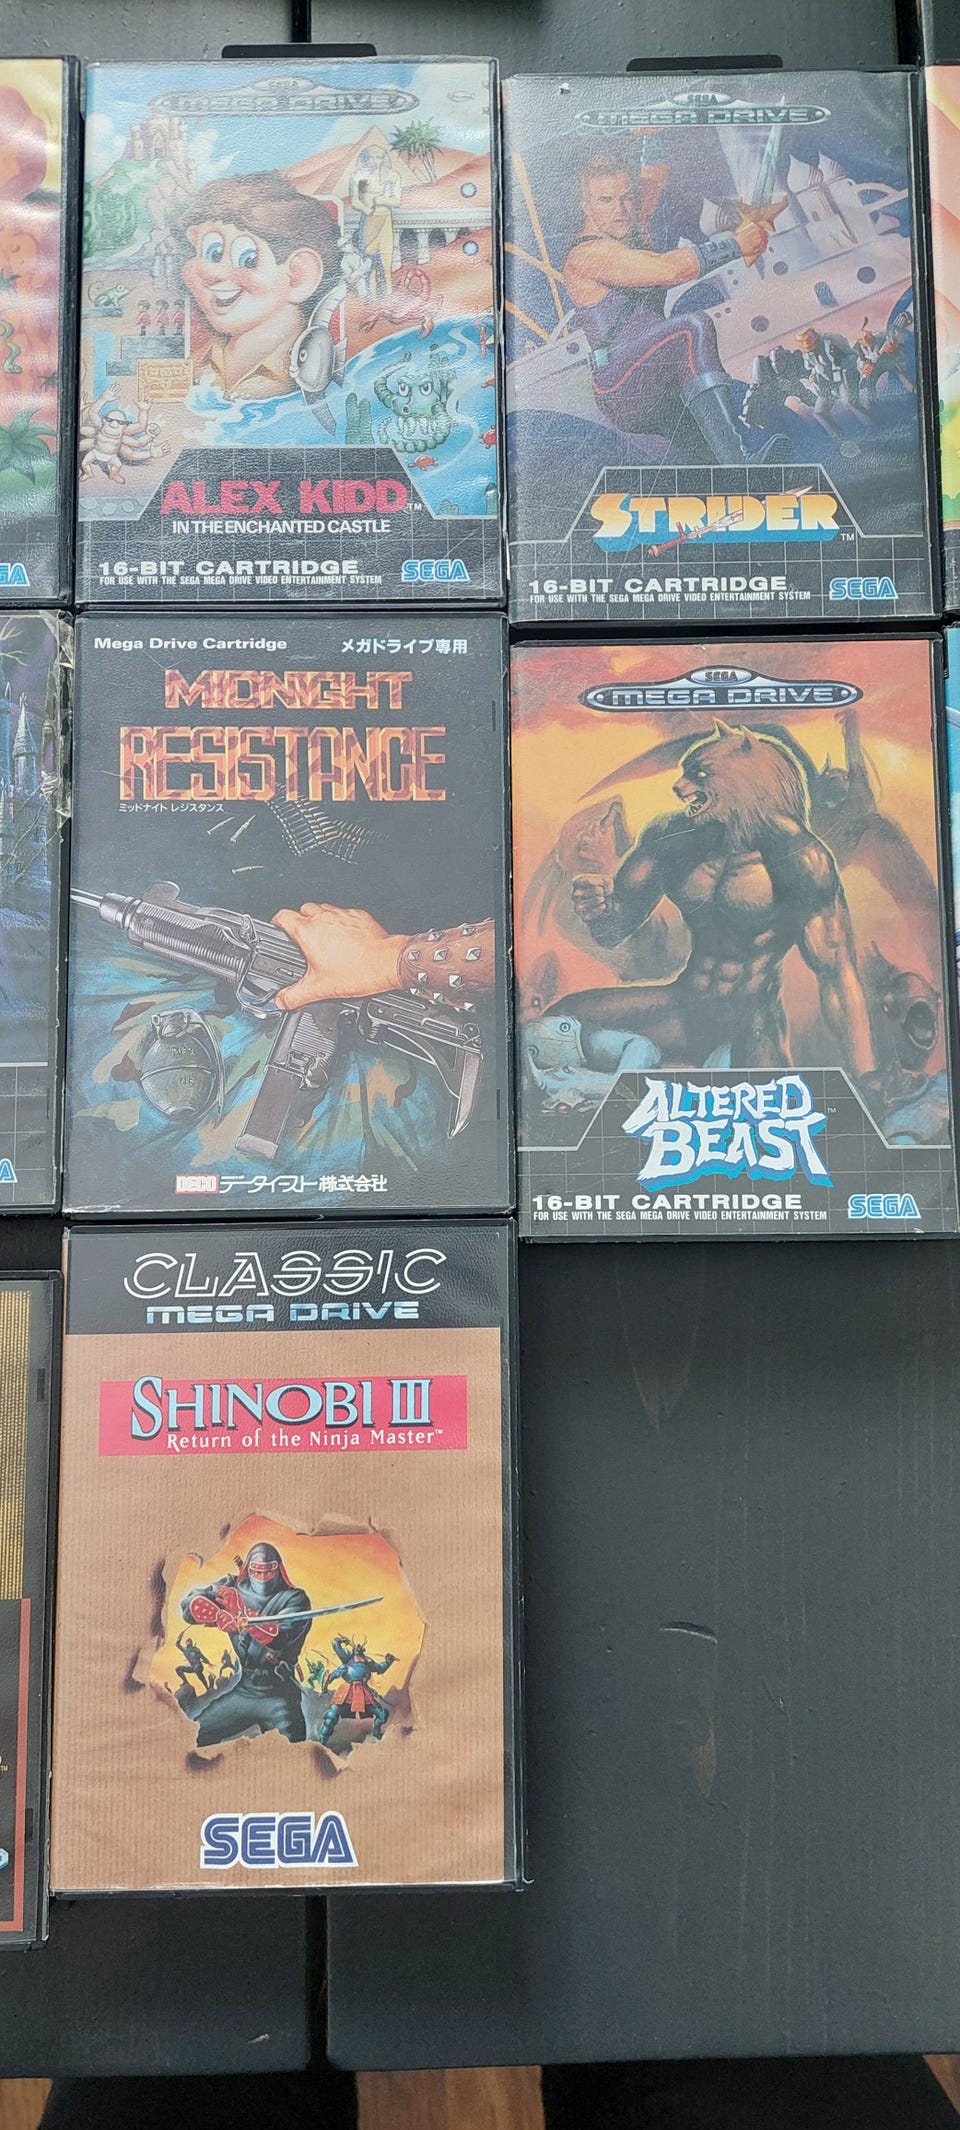 SEGA
MEGA DRIVE
ALEX KIDD™
IN THE ENCHANTED CASTLE
16-BIT CARTRIDGE
FOR USE WITH THE SEGA MEGA DRIVE VIDEO ENTERTAINMENT SYSTEM
SEGA
SEGA
MEGA DRIVE
STRIDER™
16-BIT CARTRIDGE
FOR USE WITH THE SEGA MEGA DRIVE VIDEO ENTERTAINMENT SYSTEM
SEGA
Mega Drive Cartridge
メガドライブ専用
MIDNIGHT
RESISTANCE
ミッドナイト レジスタンス
DECO データイースト株式会社
SEGA
MEGA DRIVE
ALTERED
BEAST™
16-BIT CARTRIDGE
FOR USE WITH THE SEGA MEGA DRIVE VIDEO ENTERTAINMENT SYSTEM
SEGA
CLASSIC
MEGA DRIVE
SHINOBI III
Return of the Ninja Master™
SEGA